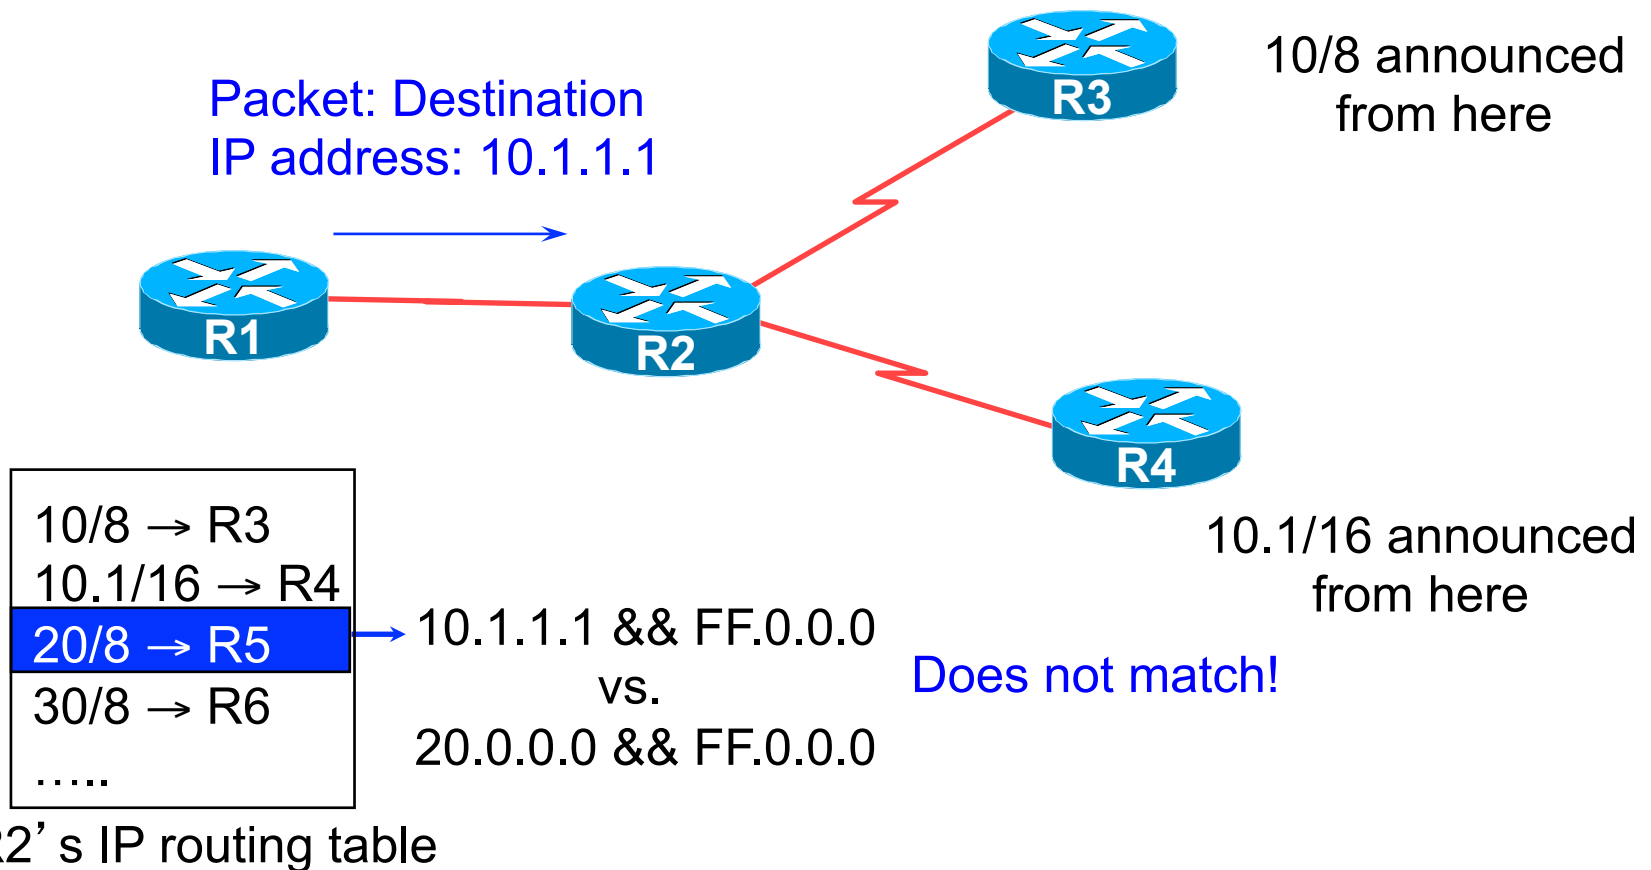 Packet: Destination
IP address: 10.1.1.1
R3
10/8 announced
from here
R1
R2
R4
10.1/16 announced
from here
10/8 → R3
10.1/16 → R4
20/8 → R5
30/8 → R6
…..
10.1.1.1 && FF.0.0.0
vs.
20.0.0.0 && FF.0.0.0
Does not match!
R2’s IP routing table